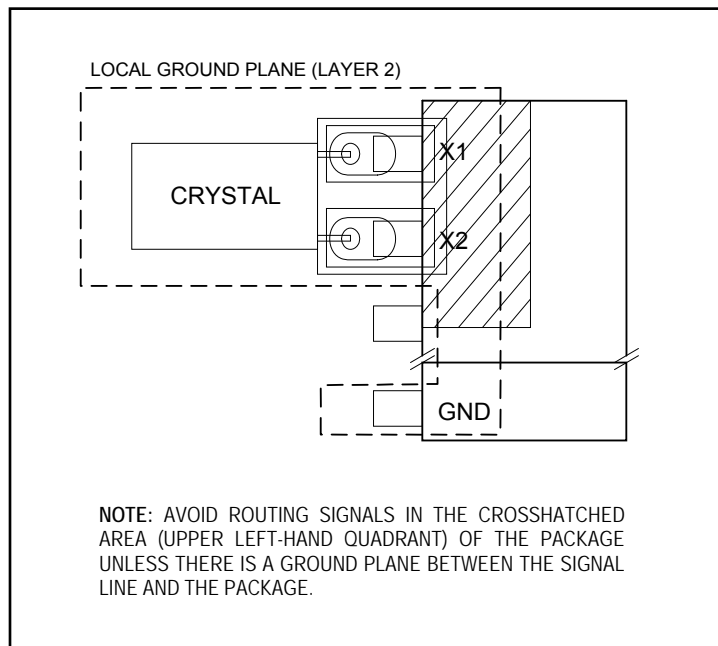 LOCAL GROUND PLANE (LAYER 2)
X1
CRYSTAL
X2
GND
NOTE: AVOID ROUTING SIGNALS IN THE CROSSHATCHED
AREA (UPPER LEFT-HAND QUADRANT) OF THE PACKAGE
UNLESS THERE IS A GROUND PLANE BETWEEN THE SIGNAL
LINE AND THE PACKAGE.